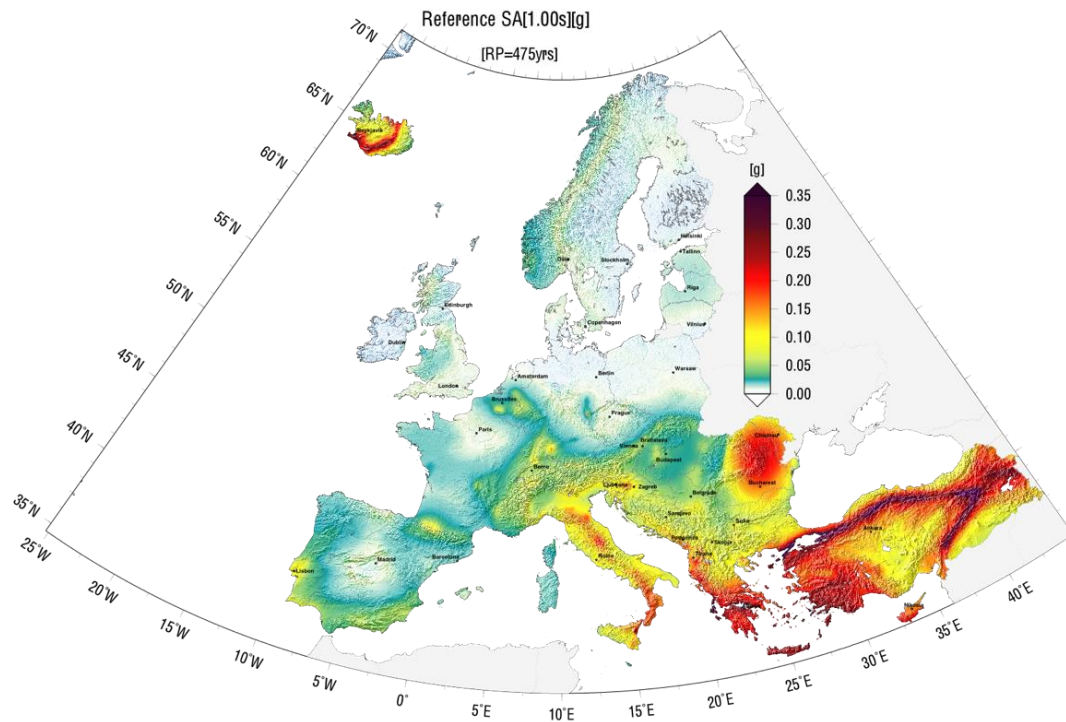 Reference SA[1.00s][g]
[RP=475yrs]
70°N
65°N
60°N
55°N
50°N
45°N
40°N
35°N
25°W
20°W
15°W
10°W
5°W
0°
5°E
10°E
15°E
20°E
25°E
30°E
35°E
40°E
[g]
0.35
0.30
0.25
0.20
0.15
0.10
0.05
0.00
Reykjavik
Helsinki
Tallinn
Oslo
Stockholm
Riga
Edinburgh
Copenhagen
Vilnius
Dublin
Amsterdam
Berlin
Warsaw
London
Bruxelles
Prague
Paris
Vienna
Bratislava
Budapest
Chisinau
Berne
Ljubljana
Zagreb
Bucharest
Belgrade
Sarajevo
Sofia
Podgorica
Skopje
Tirana
Rome
Ankara
Madrid
Barcelona
Lisbon
Nicosia